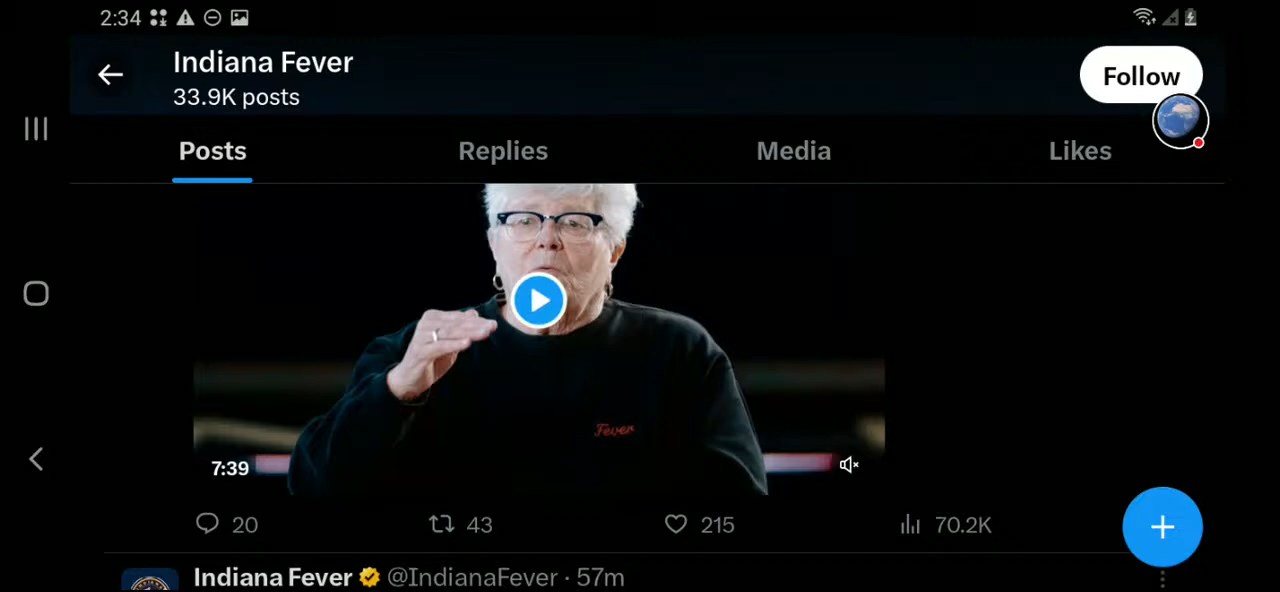 2:34
Indiana Fever
33.9K posts
Follow
Posts Replies Media Likes
Fever
7:39
20 43 215 70.2K
Indiana Fever @IndianaFever · 57m